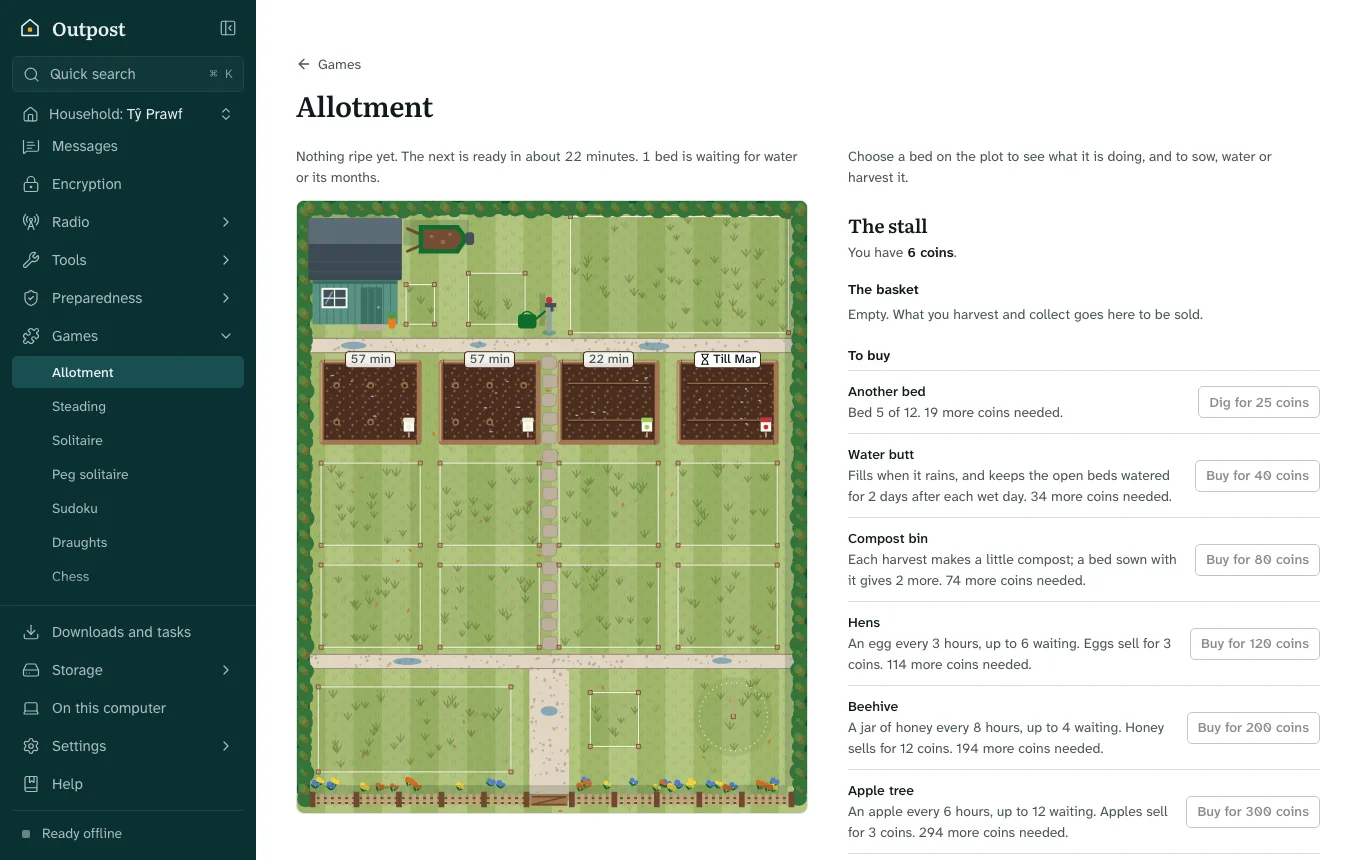 Outpost
Quick search ⌘ K
Household: Tŷ Prawf
Messages
Encryption
Radio
Tools
Preparedness
Games
Allotment
Steading
Solitaire
Peg solitaire
Sudoku
Draughts
Chess
Downloads and tasks
Storage
On this computer
Settings
Help
Ready offline
Games
Allotment
Nothing ripe yet. The next is ready in about 22 minutes. 1 bed is waiting for water
or its months.
57 min
57 min
22 min
Till Mar
Choose a bed on the plot to see what it is doing, and to sow, water or
harvest it.
The stall
You have 6 coins.
The basket
Empty. What you harvest and collect goes here to be sold.
To buy
Another bed
Bed 5 of 12. 19 more coins needed.
Dig for 25 coins
Water butt
Fills when it rains, and keeps the open beds watered
for 2 days after each wet day. 34 more coins needed.
Buy for 40 coins
Compost bin
Each harvest makes a little compost; a bed sown with
it gives 2 more. 74 more coins needed.
Buy for 80 coins
Hens
An egg every 3 hours, up to 6 waiting. Eggs sell for 3
coins. 114 more coins needed.
Buy for 120 coins
Beehive
A jar of honey every 8 hours, up to 4 waiting. Honey
sells for 12 coins. 194 more coins needed.
Buy for 200 coins
Apple tree
An apple every 6 hours, up to 12 waiting. Apples sell
for 3 coins. 294 more coins needed.
Buy for 300 coins